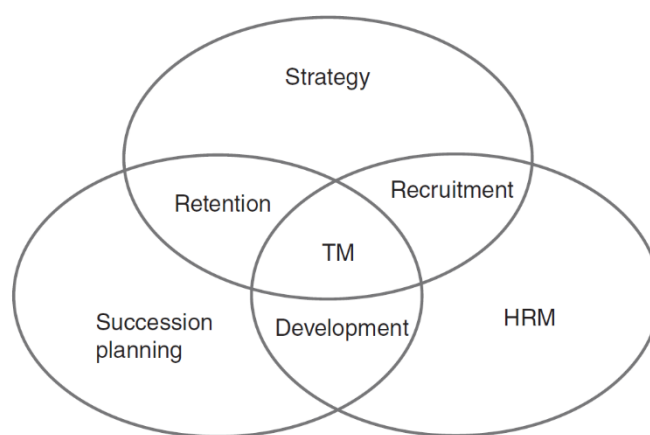 Strategy
Retention
Recruitment
TM
Succession
planning
Development
HRM